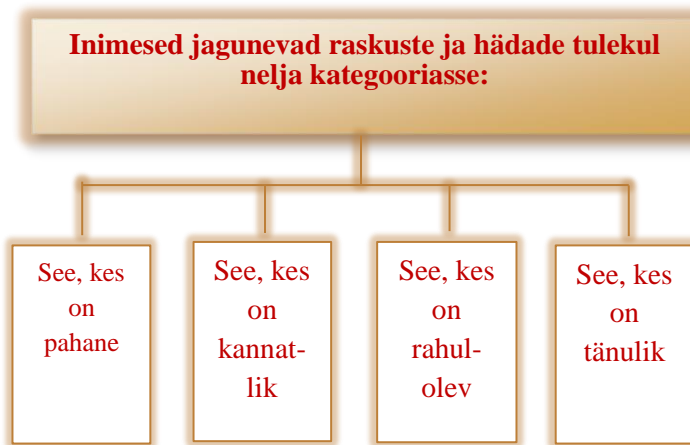 Inimesed jagunevad raskuste ja hädade tulekul
nelja kategooriasse:
See, kes
on
pahane
See, kes
on
kannat-
lik
See, kes
on
rahul-
olev
See, kes
on
tänulik